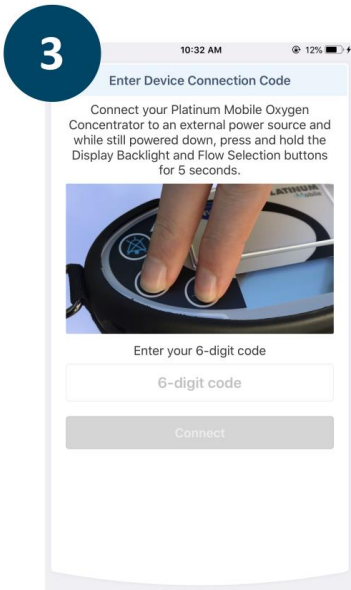 3
10:32 AM
12%
Enter Device Connection Code
Connect your Platinum Mobile Oxygen
Concentrator to an external power source and
while still powered down, press and hold the
Display Backlight and Flow Selection buttons
for 5 seconds.
PLATINUM
Mobile
Enter your 6-digit code
6-digit code
Connect